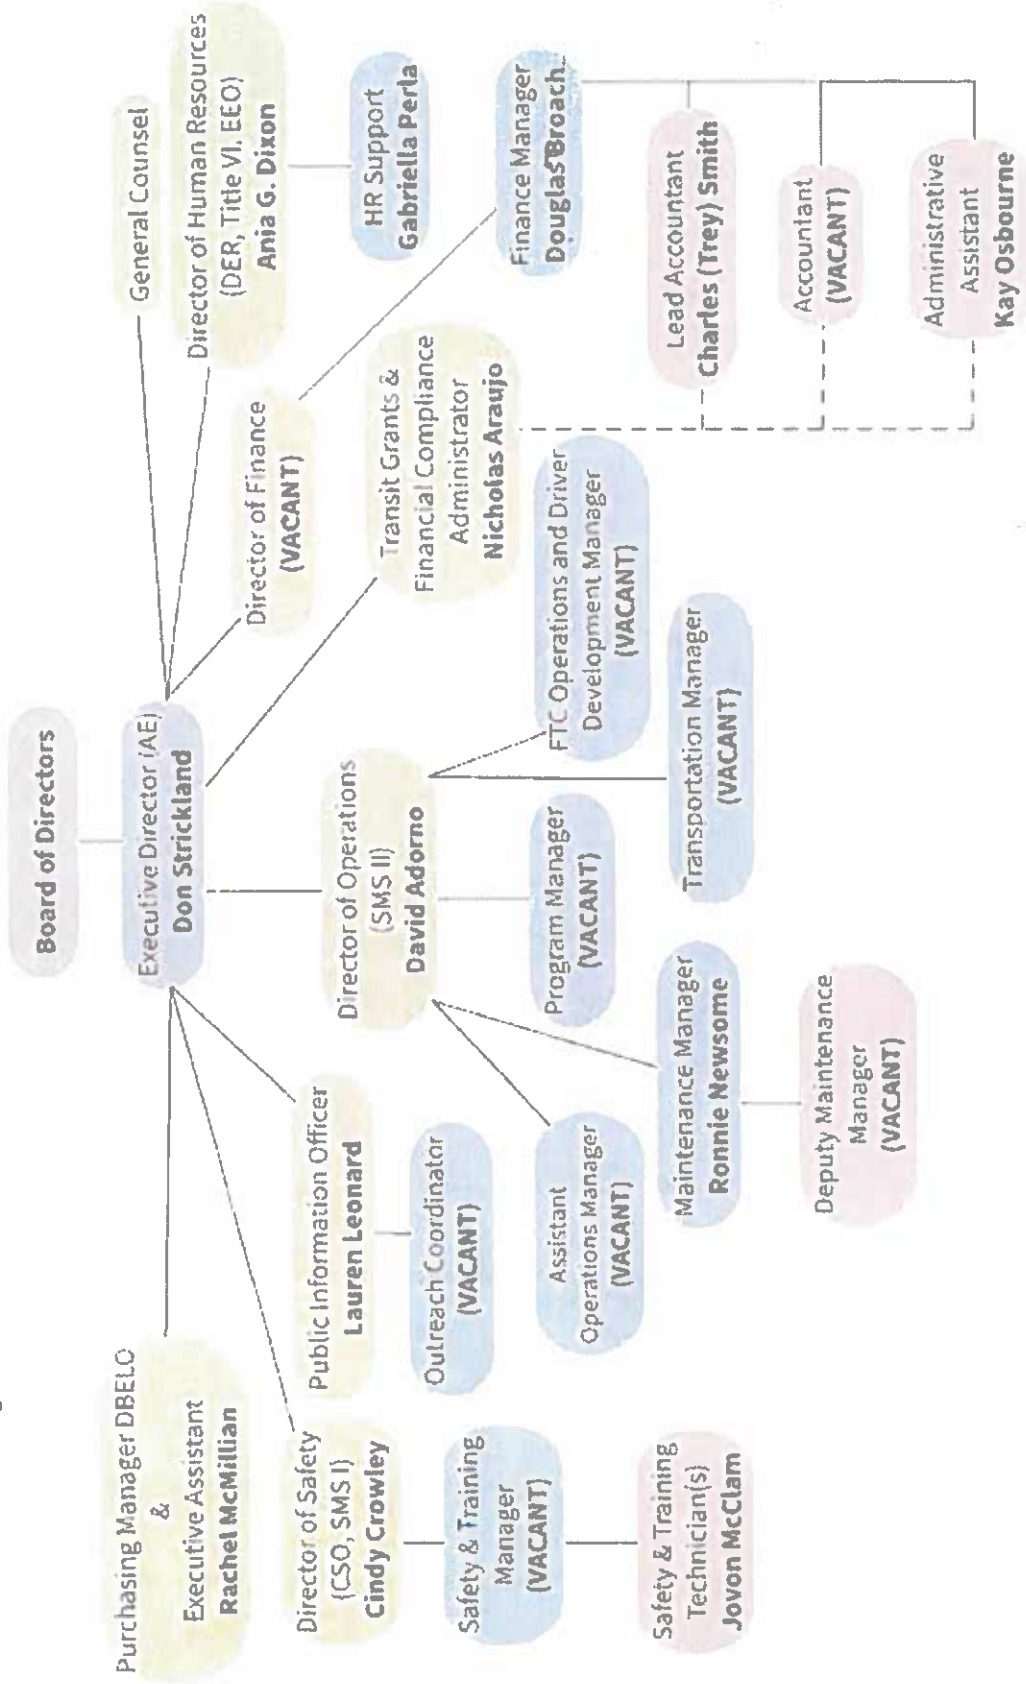 Board of Directors
Executive Director (AE)
Don Strickland
Purchasing Manager DBELO
&
Executive Assistant
Rachel McMillian
General Counsel
Director of Human Resources
(DER, Title VI, EEO)
Ania G. Dixon
HR Support
Gabriella Perla
Director of Finance
(VACANT)
Finance Manager
Douglas Broach
Transit Grants &
Financial Compliance
Administrator
Nicholas Araujo
Lead Accountant
Charles (Trey) Smith
Accountant
(VACANT)
Administrative
Assistant
Kay Osbourne
Director of Safety
(CSO, SMS I)
Cindy Crowley
Safety & Training
Manager
(VACANT)
Safety & Training
Technician(s)
Jovon McClam
Public Information Officer
Lauren Leonard
Outreach Coordinator
(VACANT)
Director of Operations
(SMS II)
David Adorno
Assistant
Operations Manager
(VACANT)
Maintenance Manager
Ronnie Newsome
Deputy Maintenance
Manager
(VACANT)
Program Manager
(VACANT)
FTC Operations and Driver
Development Manager
(VACANT)
Transportation Manager
(VACANT)